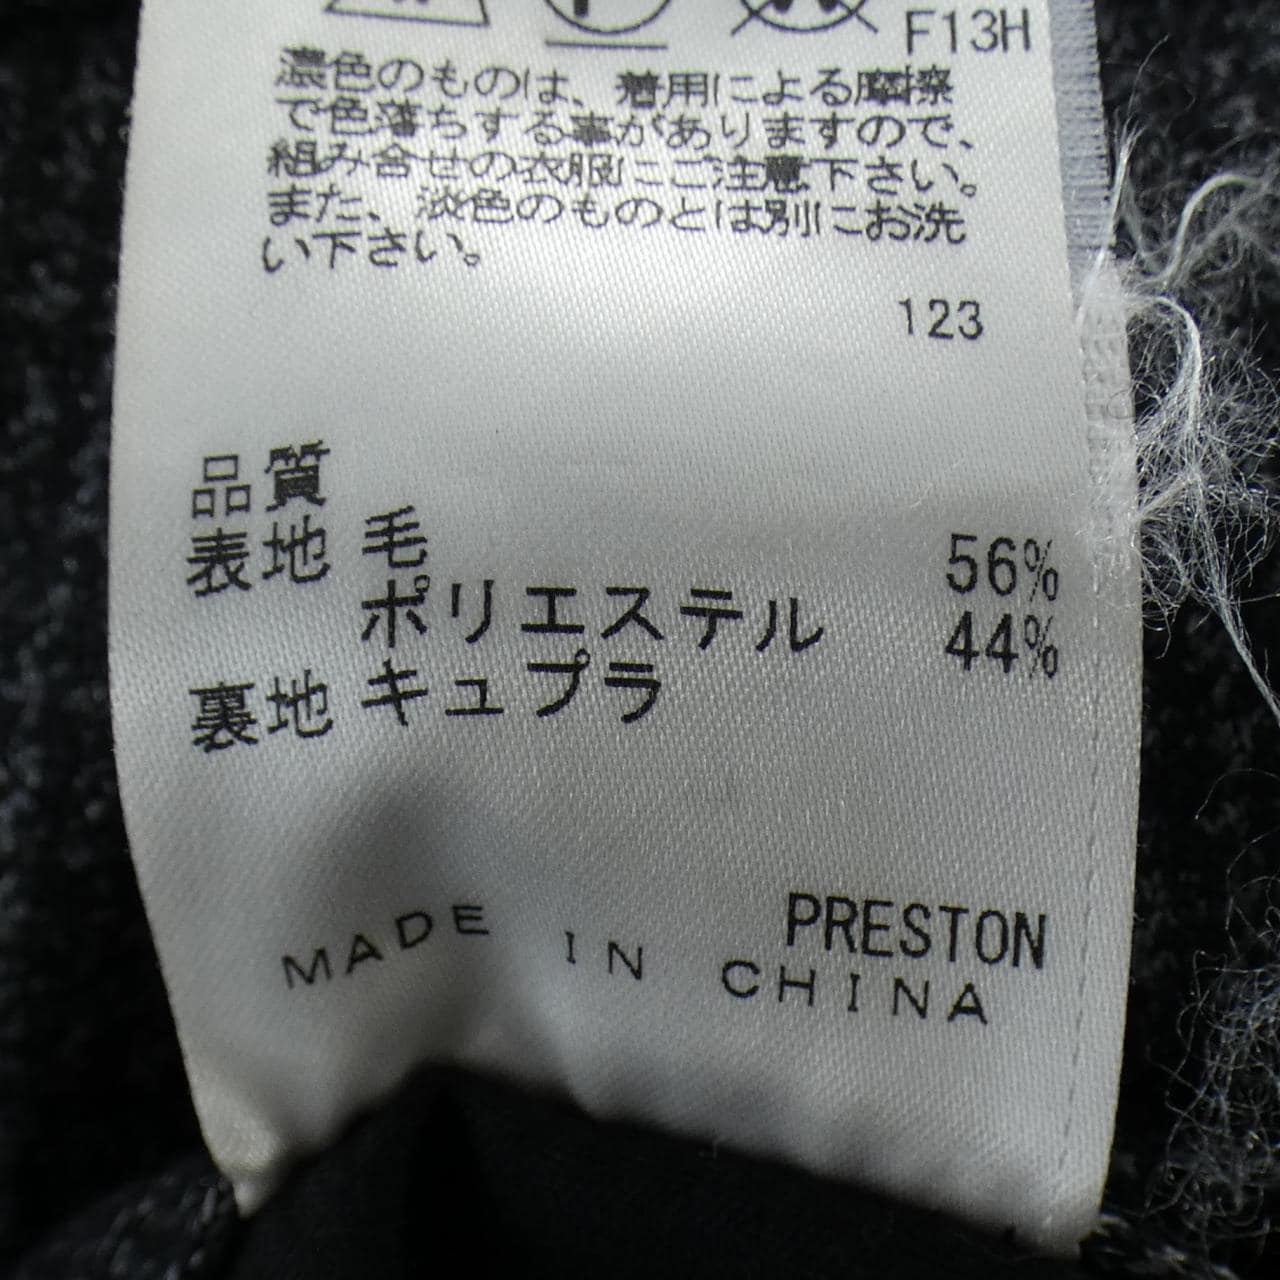 F13H
濃色のものは、着用による摩擦
で色落ちする事がありますので、
組み合せの衣服にご注意下さい。
また、淡色のものとは別にお洗
い下さい。
123
品質
表地 毛 56%
ポリエステル 44%
裏地 キュプラ
PRESTON
MADE IN CHINA